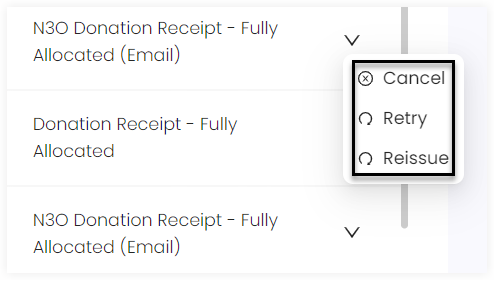 N3O Donation Receipt - Fully
Allocated (Email)
Cancel
Retry
Reissue
Donation Receipt - Fully
Allocated
N3O Donation Receipt - Fully
Allocated (Email)